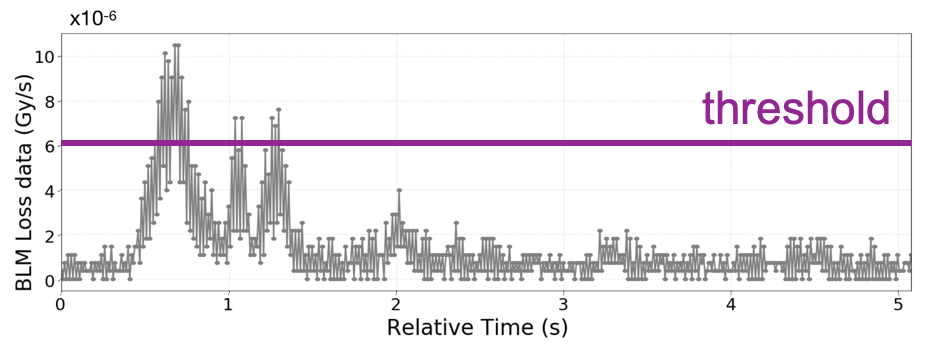 x10-6
10
8
6
4
2
0
BLM Loss data (Gy/s)
threshold
0 1 2 3 4 5
Relative Time (s)